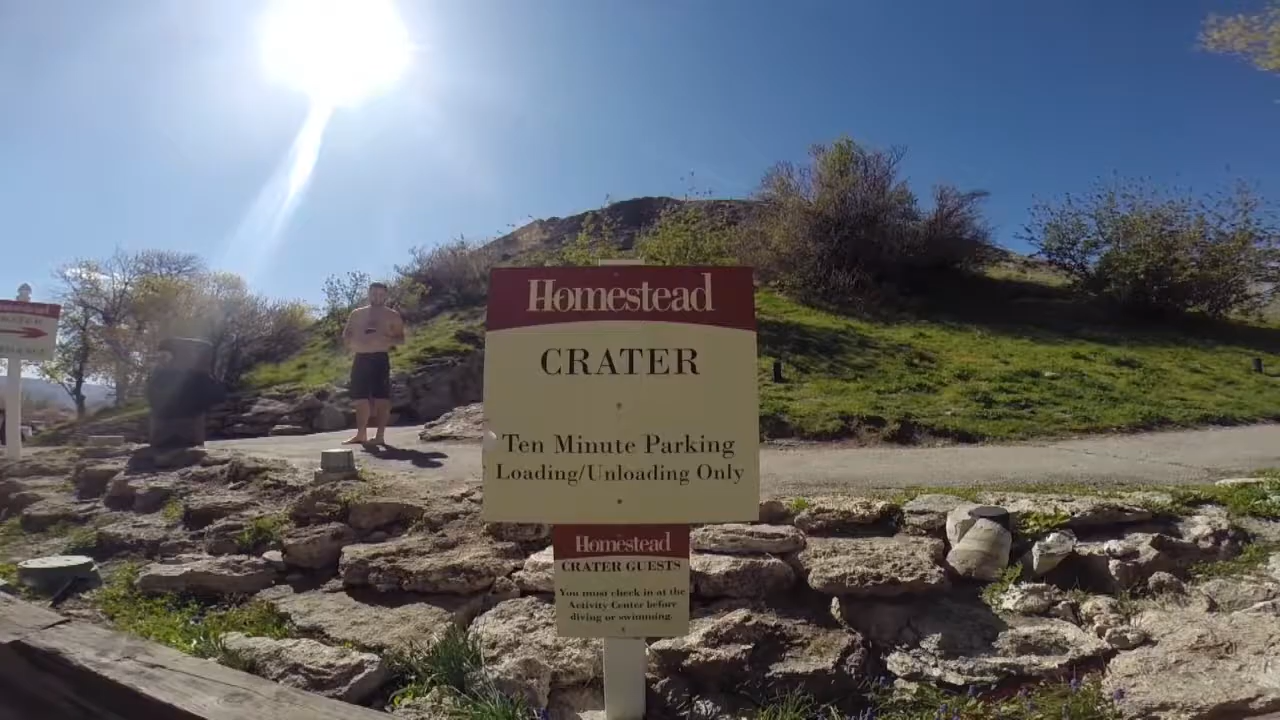 Homestead
CRATER
Ten Minute Parking
Loading/Unloading Only
Homestead
CRATER GUESTS
You must check in at the
Activity Center before
diving or swimming.